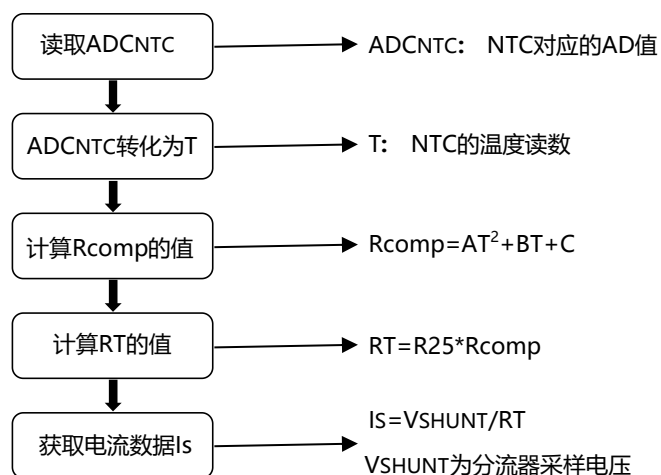 读取ADCNTC
ADCNTC： NTC对应的AD值
ADCNTC转化为T
T： NTC的温度读数
计算Rcomp的值
Rcomp=AT²+BT+C
计算RT的值
RT=R25*Rcomp
获取电流数据Is
Is=VSHUNT/RT
VSHUNT为分流器采样电压